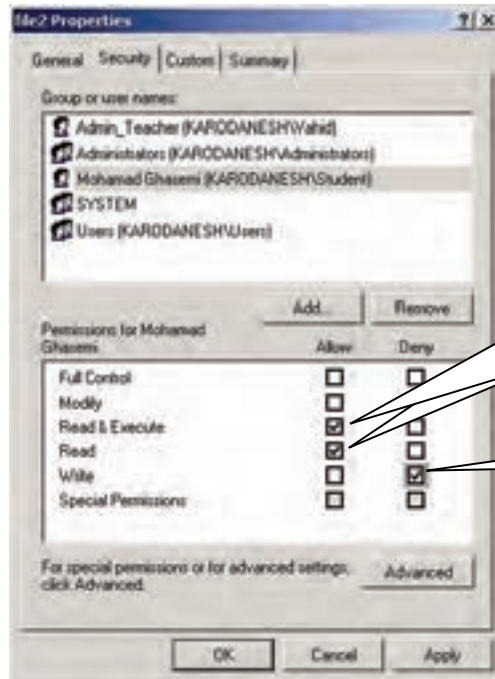 file2 Properties
General Security Custom Summary
Group or user names:
Admin_Teacher (KARODANESH\Vahid)
Administrators (KARODANESH\Administrators)
Mohamad Ghasemi (KARODANESH\Student)
SYSTEM
Users (KARODANESH\Users)
Add... Remove
Permissions for Mohamad
Ghasemi Allow Deny
Full Control
Modify
Read & Execute
Read
Write
Special Permissions
For special permissions or for advanced settings,
click Advanced. Advanced
OK Cancel Apply